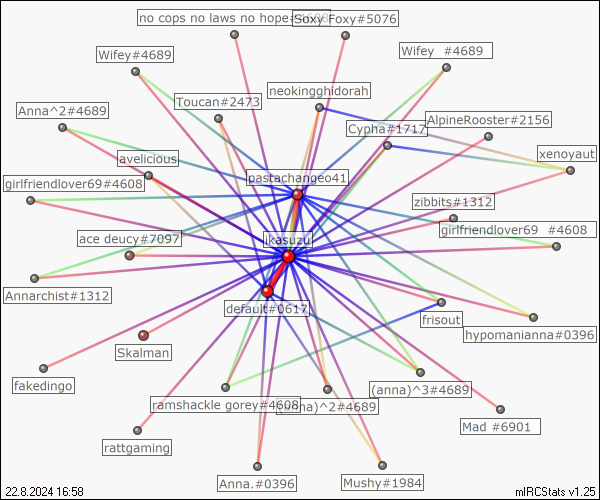 no cops no laws no hope#4608
Soxy Foxy#5076
Wifey#4689
Wifey #4689
neokingghidorah
Toucan#2473
Anna^2#4689
AlpineRooster#2156
Cypha#1717
avelicious
xenoyaut
pastachangeo41
girlfriendlover69#4608
zibbits#1312
girlfriendlover69 #4608
ace deucy#7097
ikasuzu
Annarchist#1312
default#0617
frisout
hypomanianna#0396
Skalman
fakedingo
(anna)^3#4689
ramshackle gorey#4608
(anna)^2#4689
Mad #6901
rattgaming
Anna.#0396
Mushy#1984
22.8.2024 16:58
mIRCStats v1.25